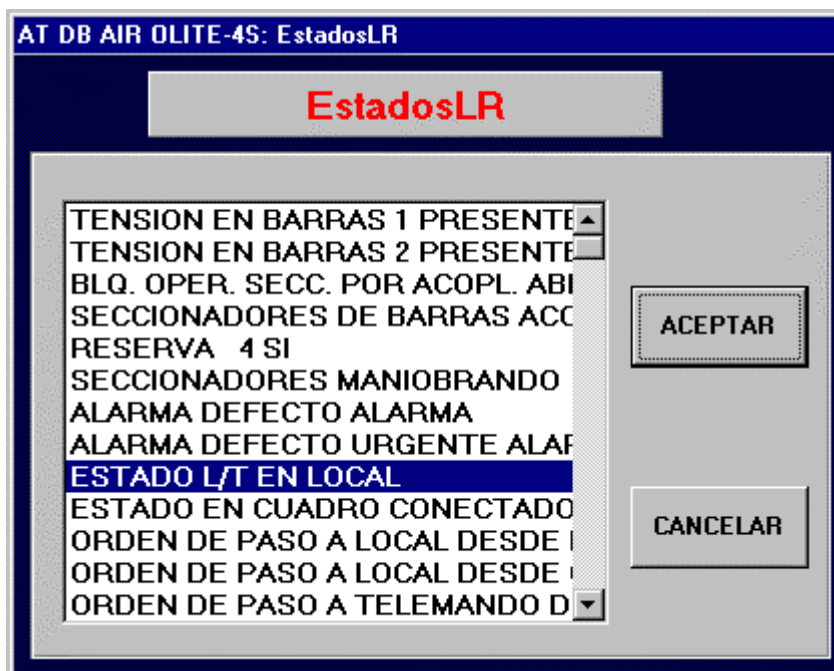 AT DB AIR OLITE-4S: EstadosLR
EstadosLR
TENSION EN BARRAS 1 PRESENTE
TENSION EN BARRAS 2 PRESENTE
BLQ. OPER. SECC. POR ACOPL. ABI
SECCIONADORES DE BARRAS ACO
RESERVA   4 SI
SECCIONADORES MANIOBRANDO
ALARMA DEFECTO ALARMA
ALARMA DEFECTO URGENTE ALAR
ESTADO L/T EN LOCAL
ESTADO EN CUADRO CONECTADO
ORDEN DE PASO A LOCAL DESDE
ORDEN DE PASO A LOCAL DESDE
ORDEN DE PASO A TELEMANDO D
ACEPTAR
CANCELAR